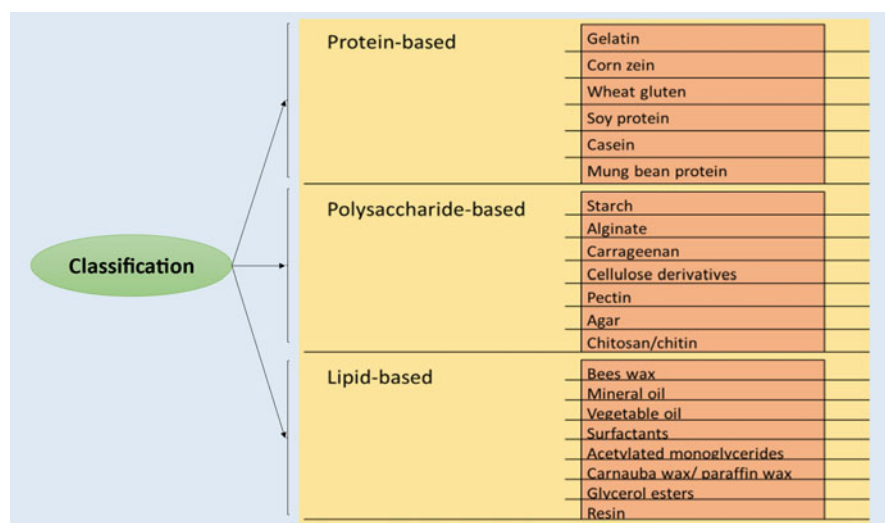 Classification
Protein-based
Gelatin
Corn zein
Wheat gluten
Soy protein
Casein
Mung bean protein
Polysaccharide-based
Starch
Alginate
Carrageenan
Cellulose derivatives
Pectin
Agar
Chitosan/chitin
Lipid-based
Bees wax
Mineral oil
Vegetable oil
Surfactants
Acetylated monoglycerides
Carnauba wax/ paraffin wax
Glycerol esters
Resin